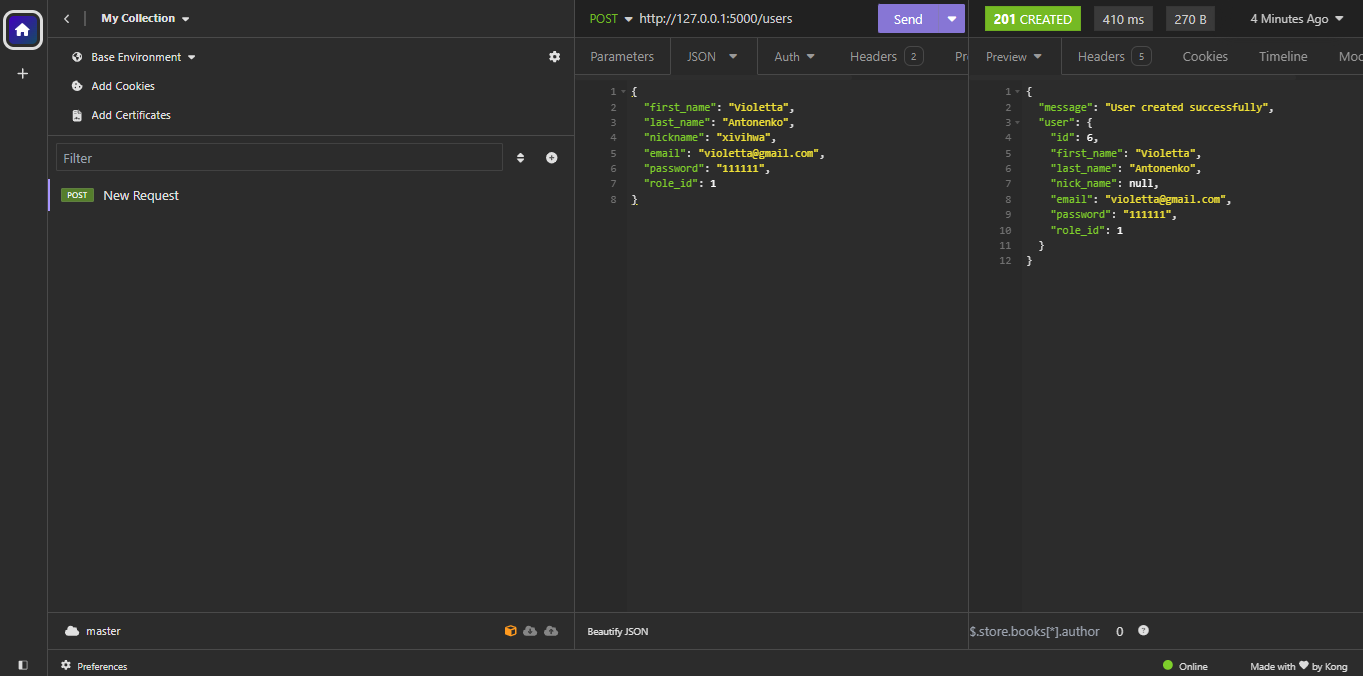 My Collection
Base Environment
Add Cookies
Add Certificates
Filter
POST New Request
master
Preferences
POST http://127.0.0.1:5000/users Send
Parameters JSON Auth Headers 2 Pr
1 {
2 "first_name": "Violetta",
3 "last_name": "Antonenko",
4 "nickname": "xivihwa",
5 "email": "violetta@gmail.com",
6 "password": "111111",
7 "role_id": 1
8 }
Beautify JSON
201 CREATED 410 ms 270 B 4 Minutes Ago
Preview Headers 5 Cookies Timeline Moc
1 {
2 "message": "User created successfully",
3 "user": {
4 "id": 6,
5 "first_name": "Violetta",
6 "last_name": "Antonenko",
7 "nick_name": null,
8 "email": "violetta@gmail.com",
9 "password": "111111",
10 "role_id": 1
11 }
12 }
$.store.books[*].author 0 ?
Online Made with ❤ by Kong